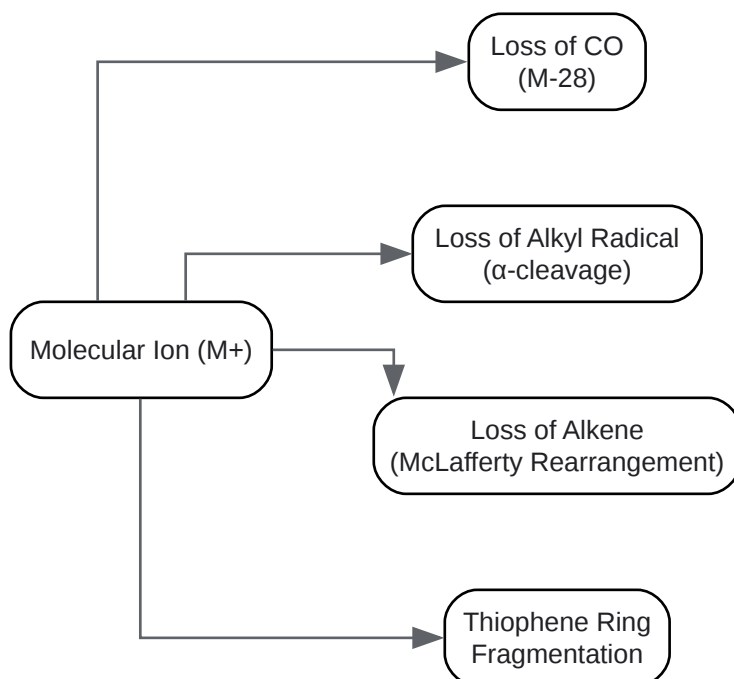 Loss of CO
(M-28)
Loss of Alkyl Radical
(α-cleavage)
Molecular Ion (M+)
Loss of Alkene
(McLafferty Rearrangement)
Thiophene Ring
Fragmentation